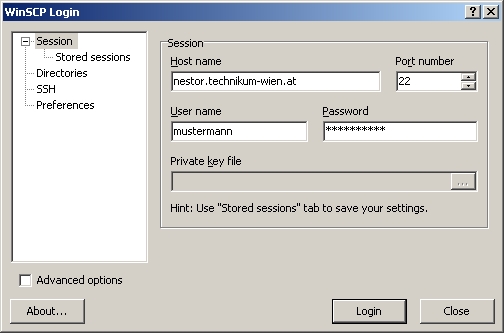 WinSCP Login
Session
Stored sessions
Directories
SSH
Preferences
Advanced options
Session
Host name
Port number
nestor.technikum-wien.at
22
User name
Password
mustermann
**********
Private key file
...
Hint: Use "Stored sessions" tab to save your settings.
About...
Login
Close